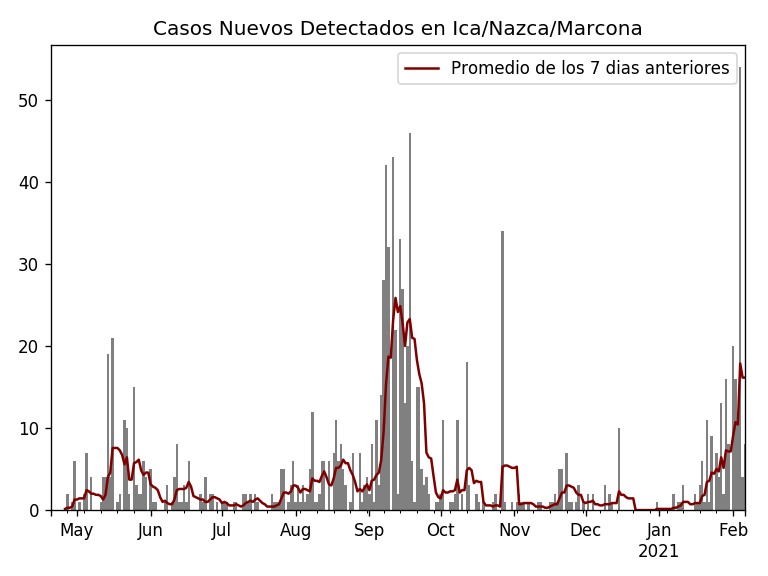 Casos Nuevos Detectados en Ica/Nazca/Marcona
Promedio de los 7 dias anteriores
50
40
30
20
10
0
May Jun Jul Aug Sep Oct Nov Dec Jan Feb
2021